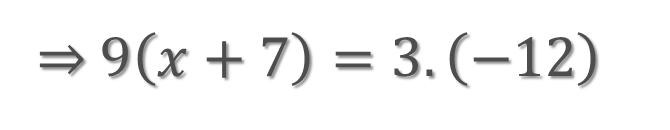 ⇒ 9(x + 7) = 3.(−12)